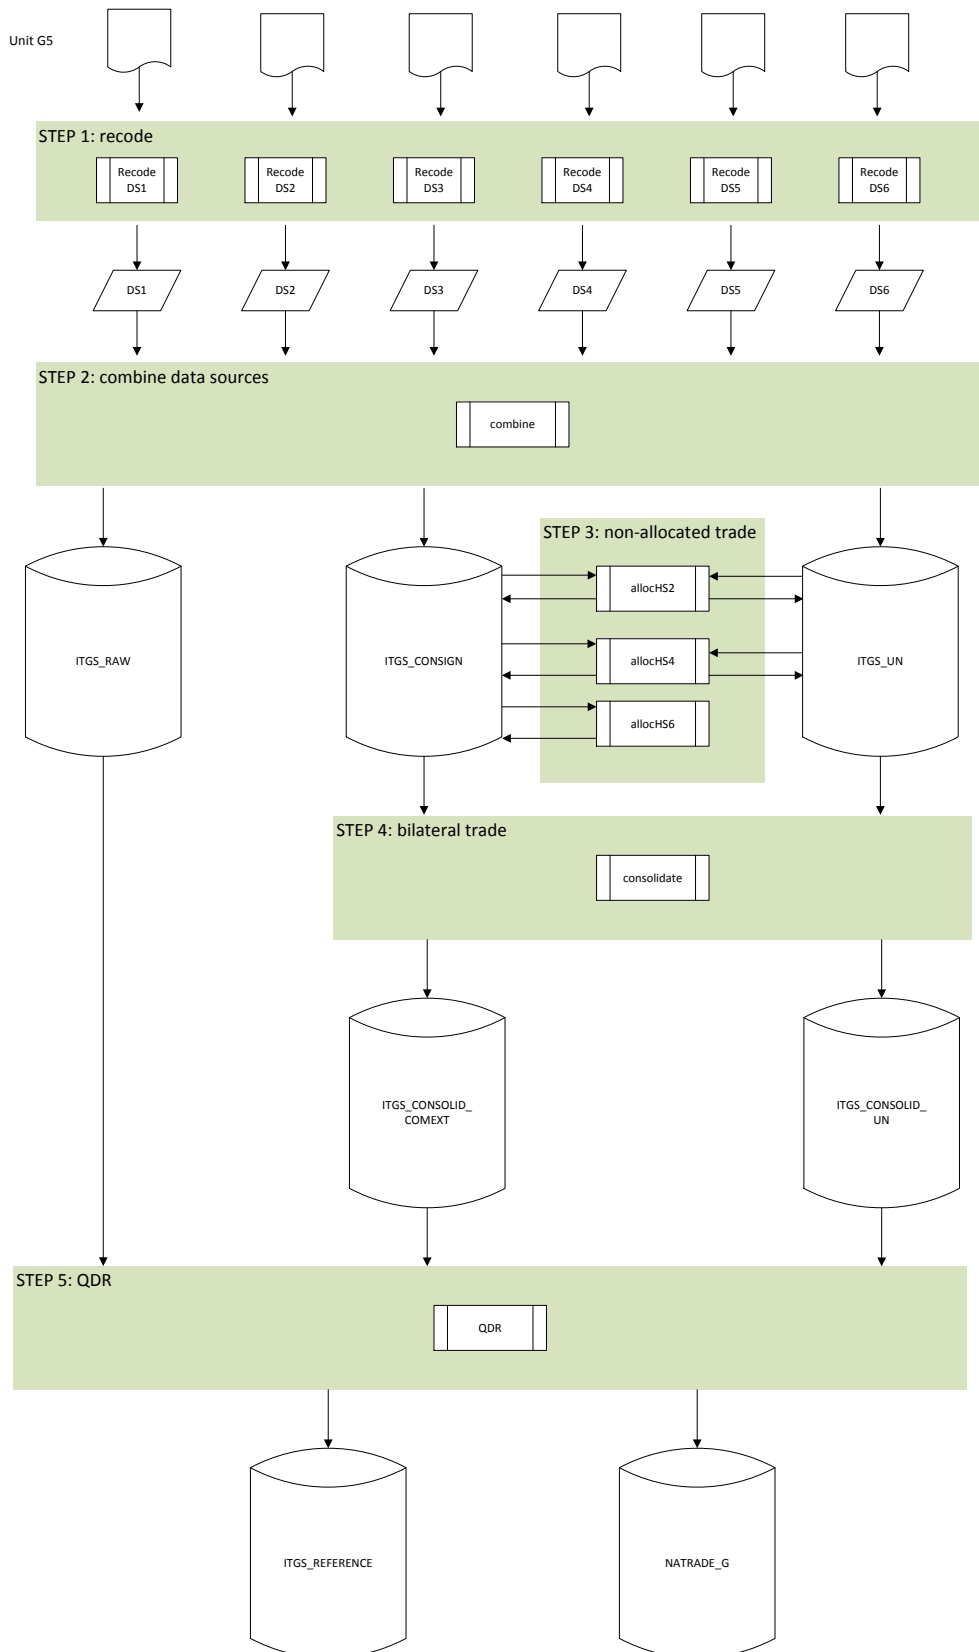 Unit G5
STEP 1: recode
Recode
DS1
Recode
DS2
Recode
DS3
Recode
DS4
Recode
DS5
Recode
DS6
DS1
DS2
DS3
DS4
DS5
DS6
STEP 2: combine data sources
combine
STEP 3: non-allocated trade
allocHS2
ITGS_RAW
ITGS_CONSIGN
allocHS4
ITGS_UN
allocHS6
STEP 4: bilateral trade
consolidate
ITGS_CONSOLID_
COMEXT
ITGS_CONSOLID_
UN
STEP 5: QDR
QDR
ITGS_REFERENCE
NATRADE_G